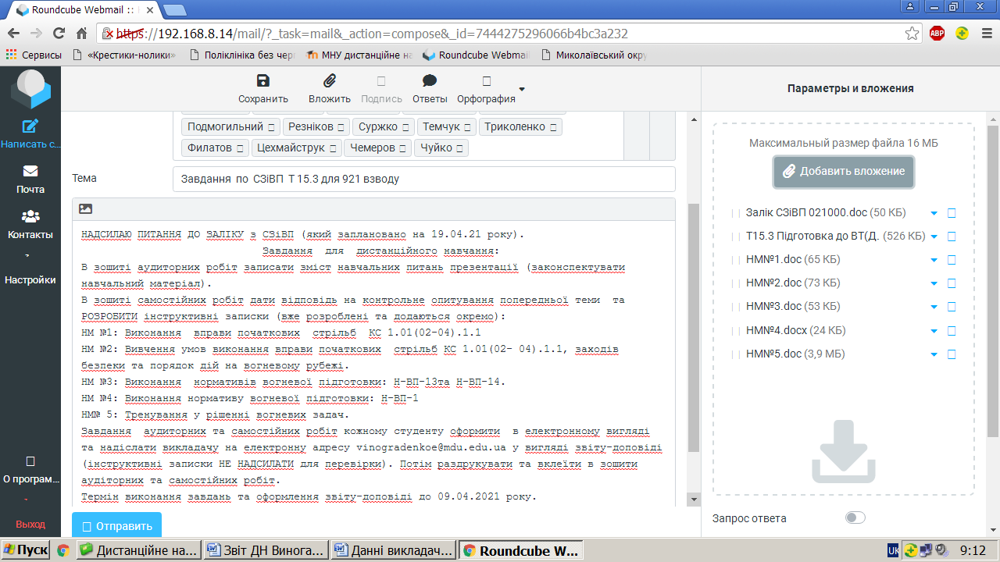 Roundcube Webmail ::
https://192.168.8.14/mail/?_task=mail&_action=compose&_id=7444275296066b4bc3a232
ABP
Сервисы «Крестики-нолики» Поліклініка без чер МНУ дистанційне на Roundcube Webmail Миколаївський окру
Сохранить Вложить Подпись Ответы Орфография
Параметры и вложения
Написать с...
Почта
Контакты
Настройки
О програм...
Выход
Подмогильний Резніков Суржко Темчук Триколенко
Филатов Цехмайструк Чемеров Чуйко
Тема Завдання по СЗіВП Т 15.3 для 921 взводу
НАДСИЛАЮ ПИТАННЯ ДО ЗАЛІКУ з СЗіВП (який заплановано на 19.04.21 року).
Завдання для дистанційного навчання:
В зошиті аудиторних робіт записати зміст навчальних питань презентації (законспектувати
навчальний матеріал).
В зошиті самостійних робіт дати відповідь на контрольне опитування попередньої теми та
РОЗРОБИТИ інструктивні записки (вже розроблені та додаються окремо):
НМ №1: Виконання вправи початкових стрільб КС 1.01(02-04).1.1
НМ №2: Вивчення умов виконання вправи початкових стрільб КС 1.01(02- 04).1.1, заходів
безпеки та порядок дій на вогневому рубежі.
НМ №3: Виконання нормативів вогневої підготовки: Н-ВП-13та Н-ВП-14.
НМ №4: Виконання нормативу вогневої підготовки: Н-ВП-1
НМ№ 5: Тренування у рішенні вогневих задач.
Завдання аудиторних та самостійних робіт кожному студенту оформити в електронному вигляді
та надіслати викладачу на електронну адресу vinogradenkoe@mdu.edu.ua у вигляді звіту-доповіді
(інструктивні записки НЕ НАДСИЛАТИ для перевірки). Потім раздрукувати та вклеїти в зошити
аудіторних та самостійних робіт.
Термін виконання завдань та оформлення звіту-доповіді до 09.04.2021 року.
Отправить
Максимальный размер файла 16 МБ
Добавить вложение
Залік СЗіВП 021000.doc (50 КБ)
Т15.3 Підготовка до ВТ(Д. (526 КБ)
НМ№1.doc (65 КБ)
НМ№2.doc (73 КБ)
НМ№3.doc (53 КБ)
НМ№4.docx (24 КБ)
НМ№5.doc (3,9 МБ)
Запрос ответа
Пуск Дистанційне на... Звіт ДН Винога... Данні викладач... Roundcube W... UK 9:12